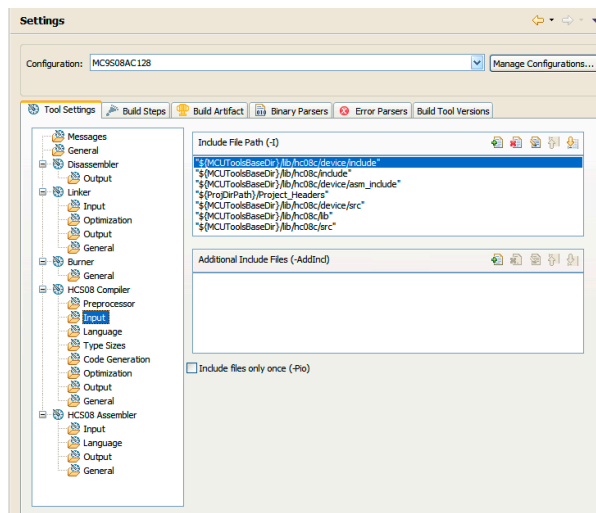 Settings
Configuration: MC9S08AC128 Manage Configurations...
Tool Settings Build Steps Build Artifact Binary Parsers Error Parsers Build Tool Versions
Messages
General
Disassembler
Output
Linker
Input
Optimization
Output
General
Burner
General
HCS08 Compiler
Preprocessor
Input
Language
Type Sizes
Code Generation
Optimization
Output
General
HCS08 Assembler
Input
Language
Output
General
Include File Path (-I)
"${MCUToolsBaseDir}/lib/hc08c/device/include"
"${MCUToolsBaseDir}/lib/hc08c/include"
"${MCUToolsBaseDir}/lib/hc08c/device/asm_include"
"${ProjDirPath}/Project_Headers"
"${MCUToolsBaseDir}/lib/hc08c/device/src"
"${MCUToolsBaseDir}/lib/hc08c/lib"
"${MCUToolsBaseDir}/lib/hc08c/src"
Additional Include Files (-AddIncl)
Include files only once (-Pio)